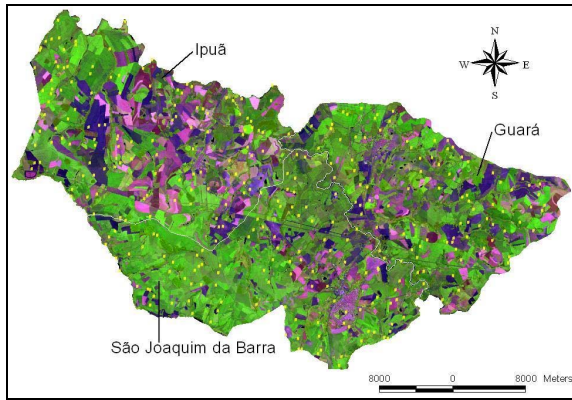 Ipuã
N
W E
S
Guará
São Joaquim da Barra
8000 0 8000 Meters